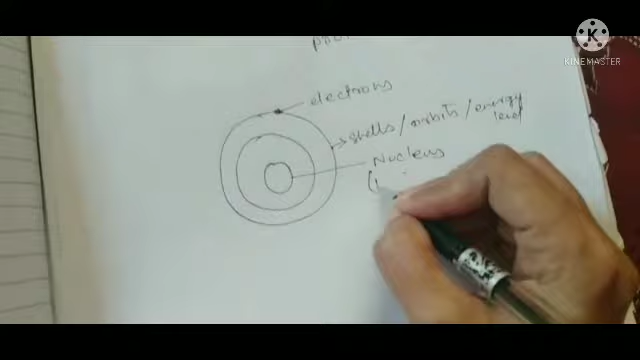 electrons
shells/orbits/energy
level
Nucleus
KINEMASTER